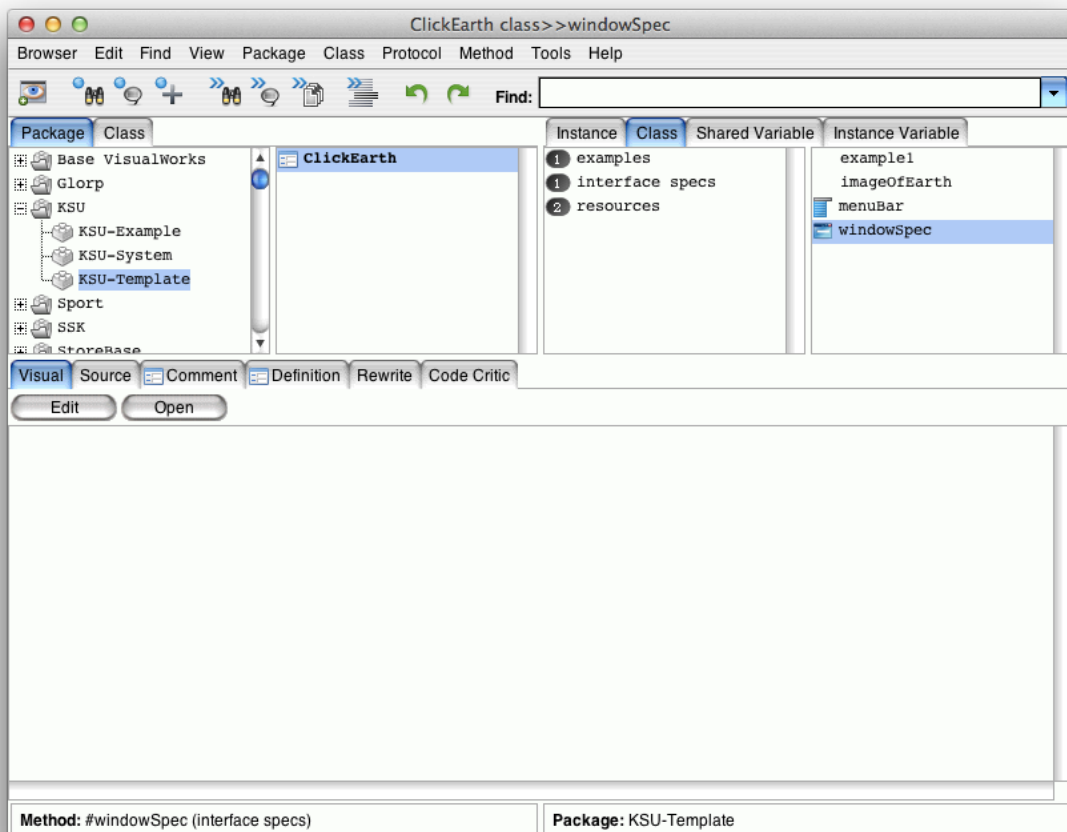 ClickEarth class>>windowSpec
Browser Edit Find View Package Class Protocol Method Tools Help
Find:
Package Class
Instance Class Shared Variable Instance Variable
Base VisualWorks
Glorp
KSU
KSU-Example
KSU-System
KSU-Template
Sport
SSK
StoreBase
ClickEarth
1 examples
1 interface specs
2 resources
example1
imageOfEarth
menuBar
windowSpec
Visual Source Comment Definition Rewrite Code Critic
Edit Open
Method: #windowSpec (interface specs)
Package: KSU-Template